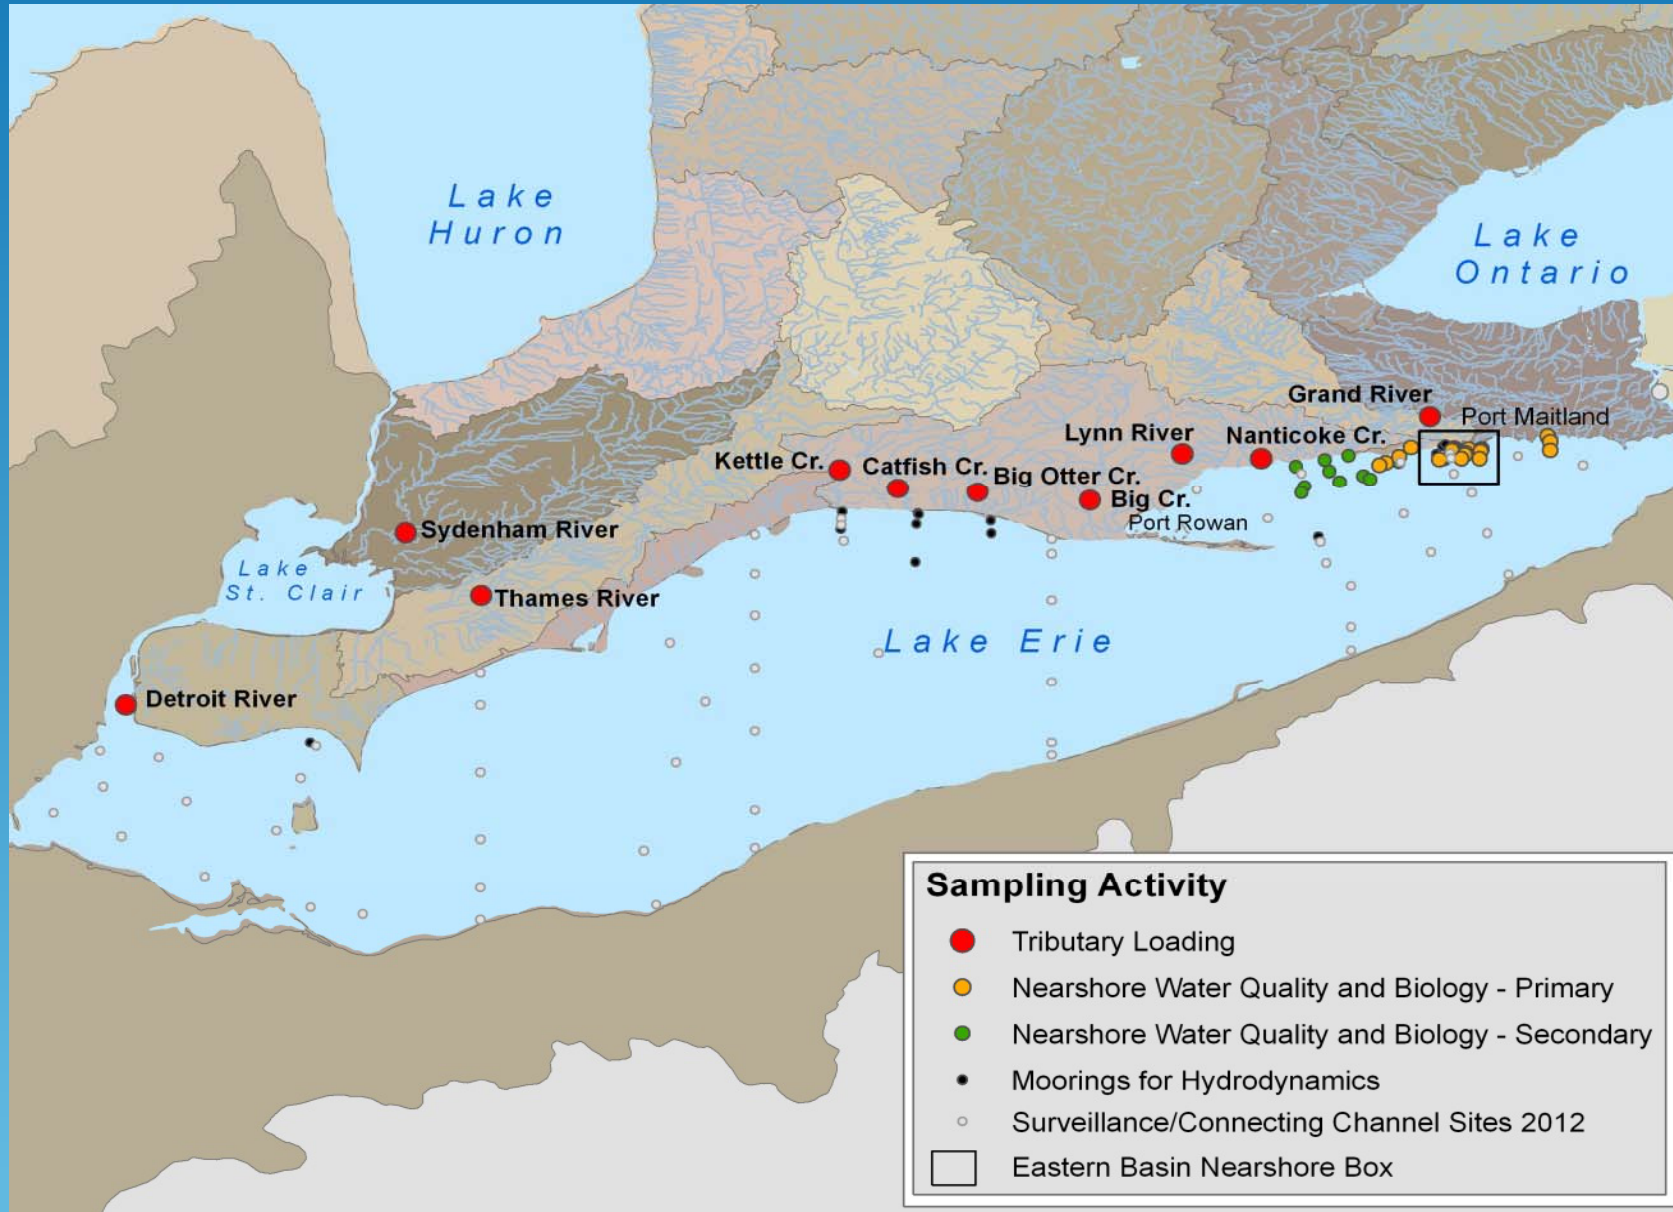 Lake
Huron
Lake
Ontario
Grand River
Port Maitland
Lynn River
Nanticoke Cr.
Kettle Cr.
Catfish Cr.
Big Otter Cr.
Big Cr.
Port Rowan
Sydenham River
Lake
St. Clair
Thames River
Lake Erie
Detroit River
Sampling Activity
Tributary Loading
Nearshore Water Quality and Biology - Primary
Nearshore Water Quality and Biology - Secondary
Moorings for Hydrodynamics
Surveillance/Connecting Channel Sites 2012
Eastern Basin Nearshore Box